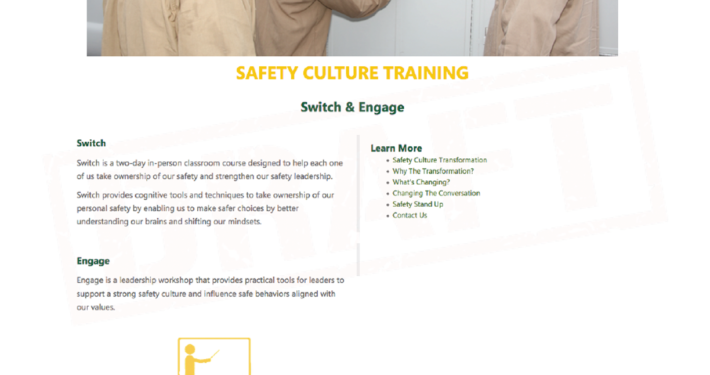 SAFETY CULTURE TRAINING
Switch & Engage
Switch
Switch is a two-day in-person classroom course designed to help each one
of us take ownership of our safety and strengthen our safety leadership.
Switch provides cognitive tools and techniques to take ownership of our
personal safety by enabling us to make safer choices by better
understanding our brains and shifting our mindsets.
Engage
Engage is a leadership workshop that provides practical tools for leaders to
support a strong safety culture and influence safe behaviors aligned with
our values.
Learn More
Safety Culture Transformation
Why The Transformation?
What's Changing?
Changing The Conversation
Safety Stand Up
Contact Us
DRAFT